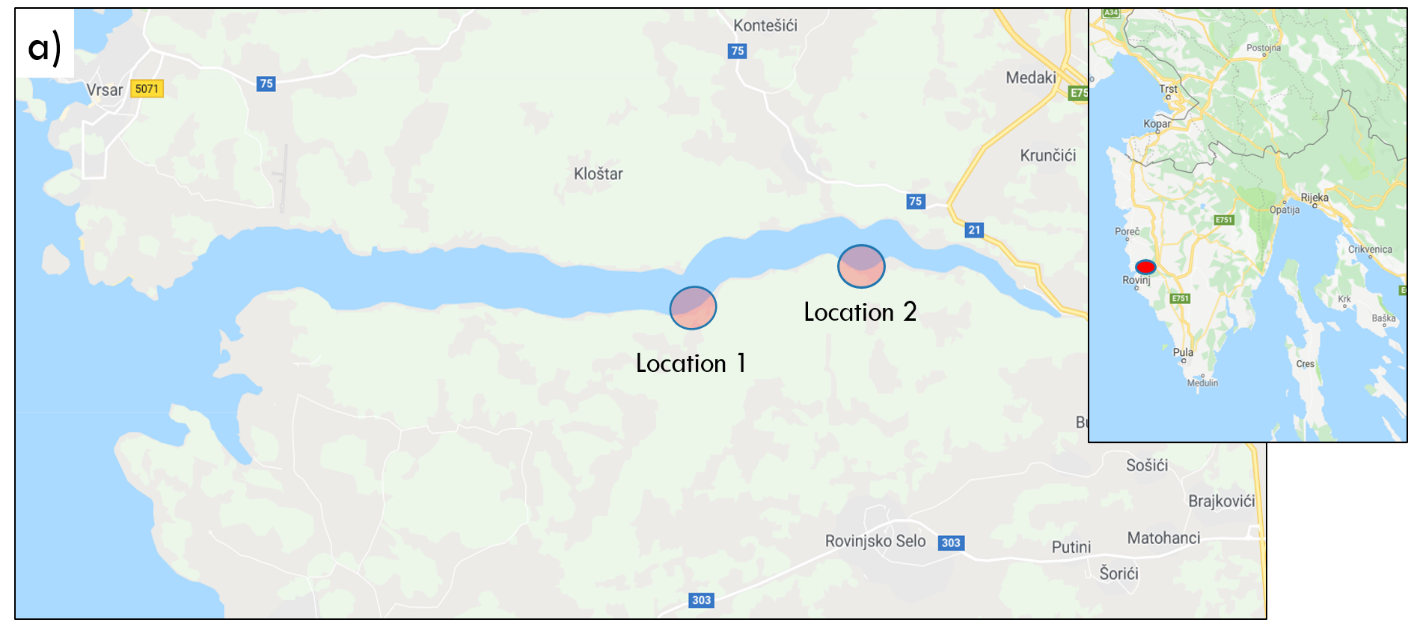 a)
Kontešići
75
Medaki
E75
Vrsar
5071
75
Krunčići
Kloštar
75
21
Location 2
Location 1
Sošići
Brajkovići
Rovinjsko Selo
303
Putini
Matohanci
Šorići
303
A34
Postojna
Trst
Kopar
Opatija
Rijeka
E751
Poreč
Crikvenica
Rovinj
E751
Krk
Baška
Pula
Cres
Medulin